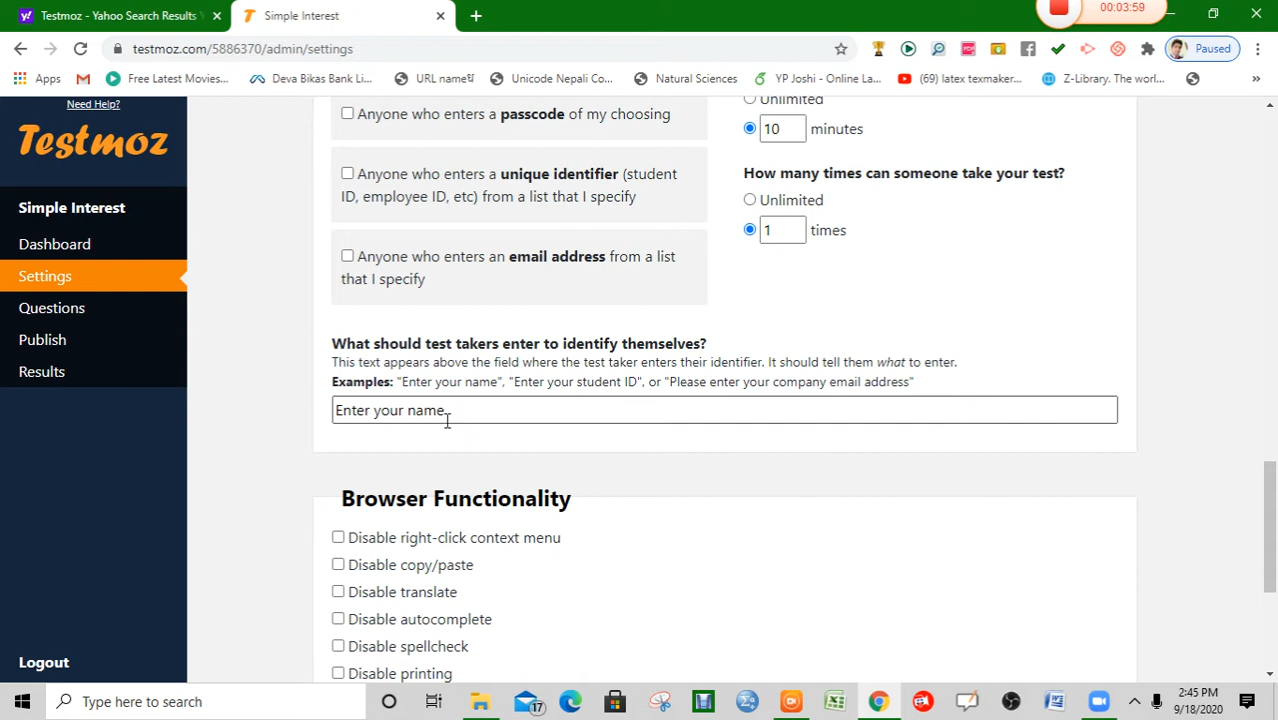 Testmoz - Yahoo Search Results
Simple Interest
00:03:59
testmoz.com/5886370/admin/settings
Paused
Apps
Free Latest Movies...
Deva Bikas Bank Li...
URL nameर्ष
Unicode Nepali Co...
Natural Sciences
YP Joshi - Online La...
(69) latex texmaker...
Z-Library. The worl...
Need Help?
Testmoz
Simple Interest
Dashboard
Settings
Questions
Publish
Results
Logout
Anyone who enters a passcode of my choosing
Anyone who enters a unique identifier (student
ID, employee ID, etc) from a list that I specify
Anyone who enters an email address from a list
that I specify
Unlimited
10 minutes
How many times can someone take your test?
Unlimited
1 times
What should test takers enter to identify themselves?
This text appears above the field where the test taker enters their identifier. It should tell them what to enter.
Examples: "Enter your name", "Enter your student ID", or "Please enter your company email address"
Enter your name
Browser Functionality
Disable right-click context menu
Disable copy/paste
Disable translate
Disable autocomplete
Disable spellcheck
Disable printing
Type here to search
17
2:45 PM
9/18/2020